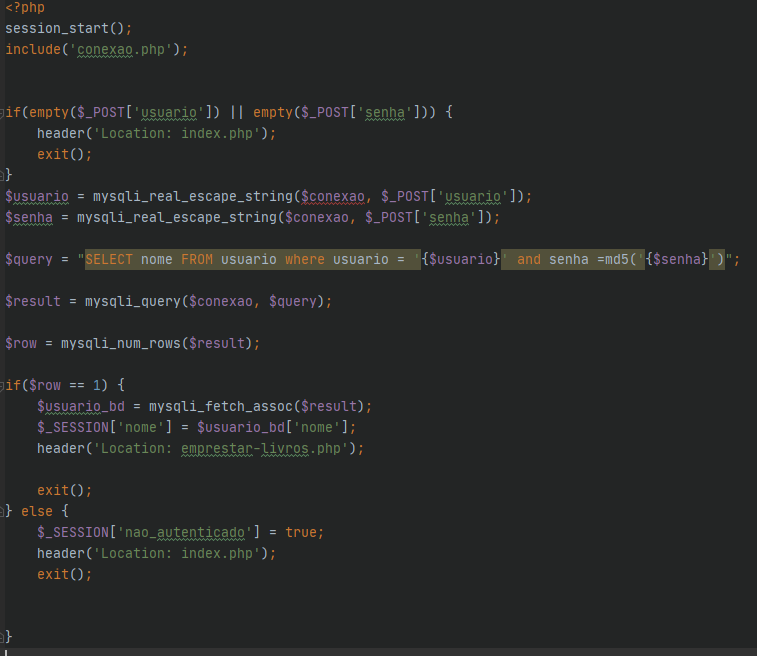 <?php
session_start();
include('conexao.php');
if(empty($_POST['usuario']) || empty($_POST['senha'])) {
    header('Location: index.php');
    exit();
}
$usuario = mysqli_real_escape_string($conexao, $_POST['usuario']);
$senha = mysqli_real_escape_string($conexao, $_POST['senha']);
$query = "SELECT nome FROM usuario where usuario = '{$usuario}' and senha =md5('{$senha}')";
$result = mysqli_query($conexao, $query);
$row = mysqli_num_rows($result);
if($row == 1) {
    $usuario_bd = mysqli_fetch_assoc($result);
    $_SESSION['nome'] = $usuario_bd['nome'];
    header('Location: emprestar-livros.php');
    exit();
} else {
    $_SESSION['nao_autenticado'] = true;
    header('Location: index.php');
    exit();
}